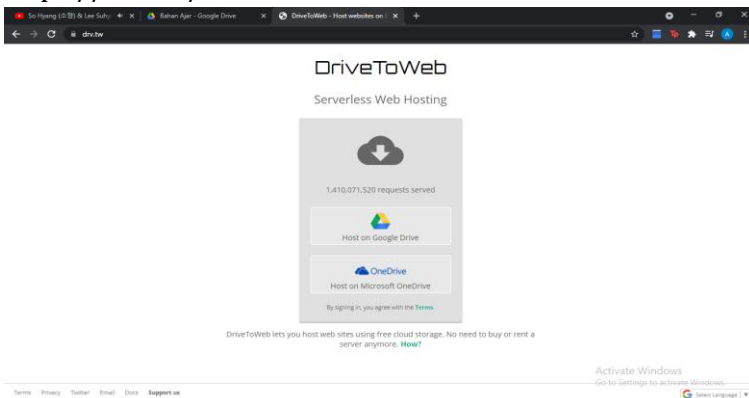 So Hyang (소향) & Lee Suhy
Bahan Ajar - Google Drive
DriveToWeb - Host websites on
drv.tw
DriveToWeb
Serverless Web Hosting
1,410,071,520 requests served
Host on Google Drive
OneDrive
Host on Microsoft OneDrive
By signing in, you agree with the Terms.
DriveToWeb lets you host web sites using free cloud storage. No need to buy or rent a
server anymore. How?
Activate Windows
Go to Settings to activate Windows.
Terms Privacy Twitter Email Docs Support us
Select Language